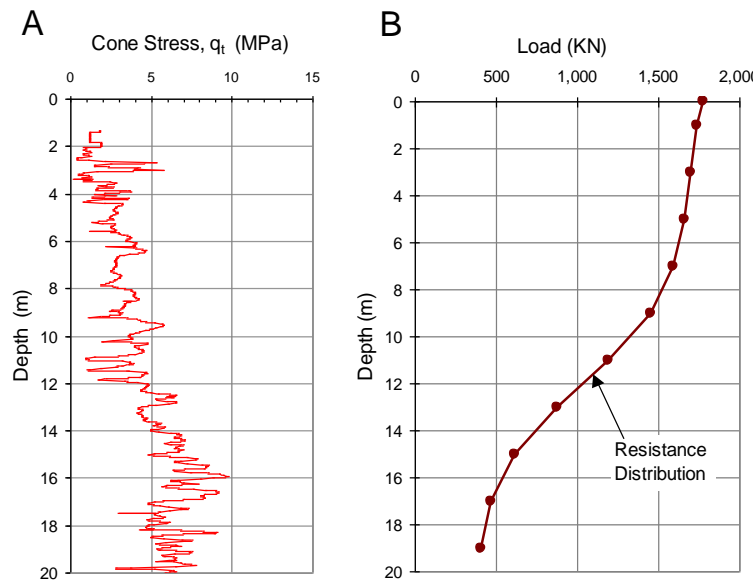 A
Cone Stress, qt (MPa)
0 5 10 15
0
2
4
6
8
10
12
14
16
18
20
Depth (m)
B
Load (KN)
0 500 1,000 1,500 2,00
0
2
4
6
8
10
12
14
16
18
20
Depth (m)
Resistance
Distribution